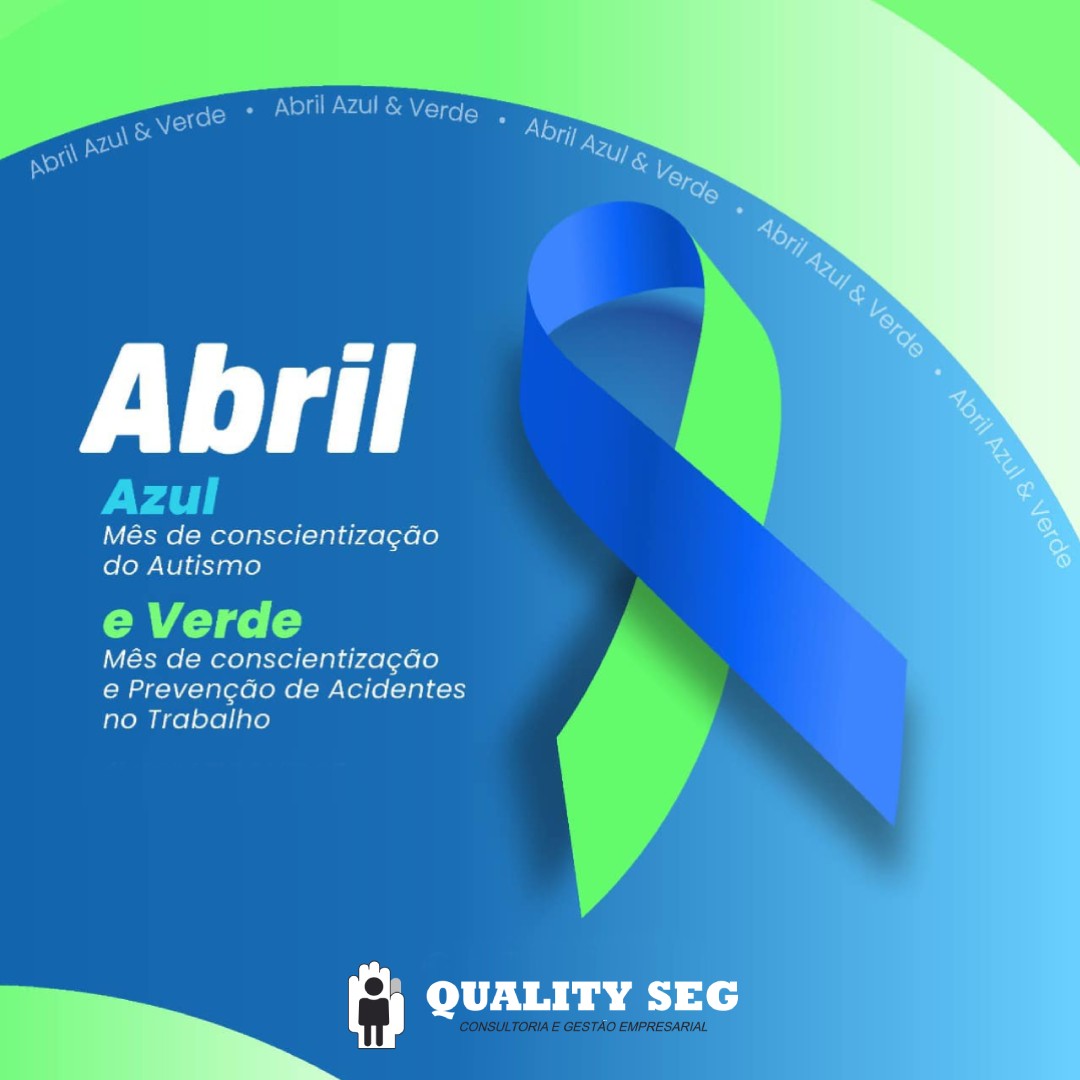 Abril Azul & Verde • Abril Azul & Verde • Abril Azul & Verde • Abril Azul & Verde • Abril Azul & Verde
Abril
Azul
Mês de conscientização
do Autismo
e Verde
Mês de conscientização
e Prevenção de Acidentes
no Trabalho
QUALITY SEG
CONSULTORIA E GESTÃO EMPRESARIAL